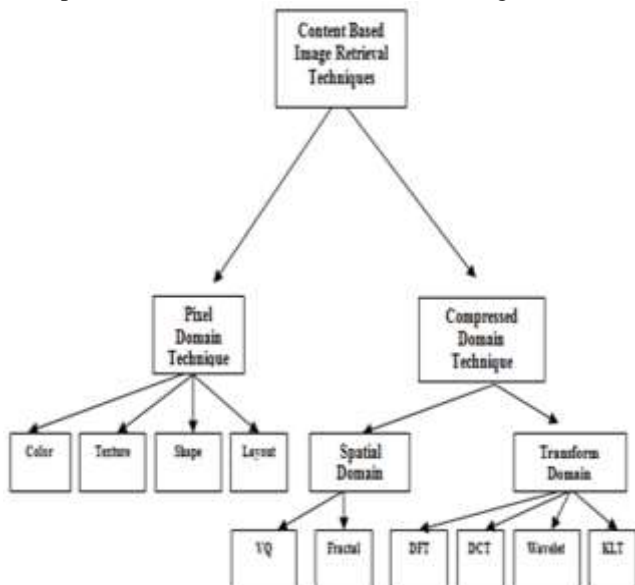 Content Based
Image Retrieval
Techniques
Pixel
Domain
Technique
Compressed
Domain
Technique
Color
Texture
Shape
Layout
Spatial
Domain
Transform
Domain
VQ
Fractal
DFT
DCT
Wavelet
KLT